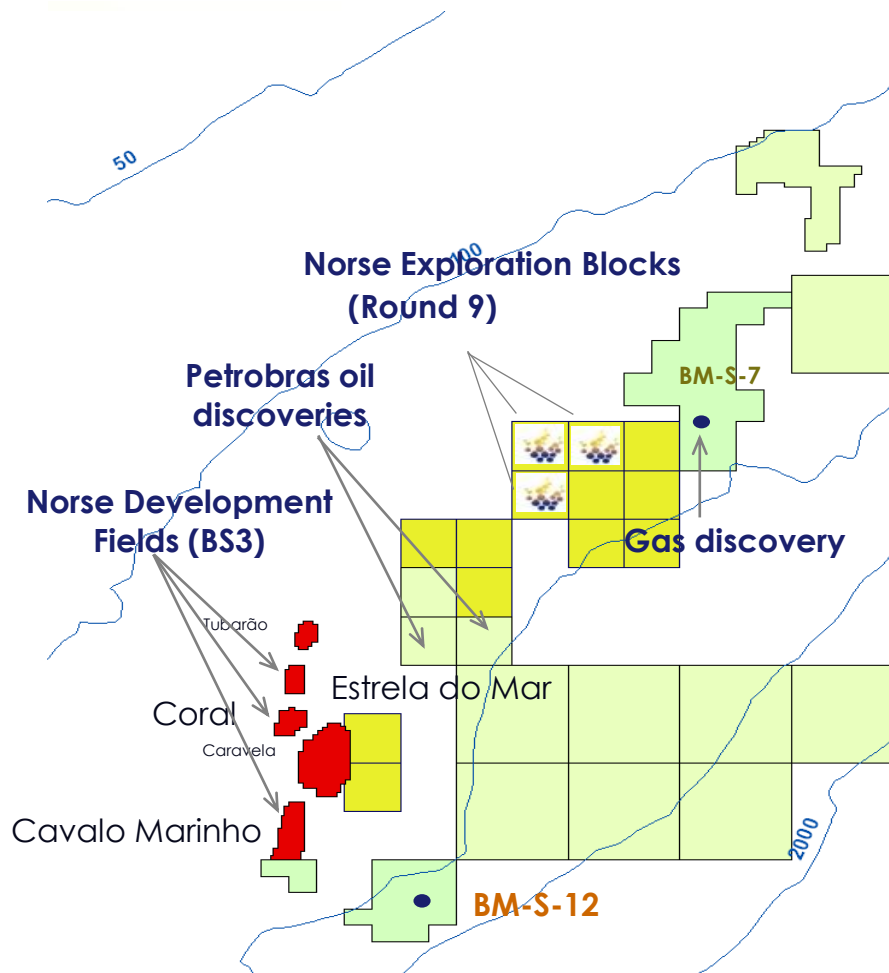 50
100
Norse Exploration Blocks
(Round 9)
Petrobras oil
discoveries
BM-S-7
Norse Development
Fields (BS3)
Gas discovery
Tubarão
Estrela do Mar
Coral
Caravela
Cavalo Marinho
2000
BM-S-12